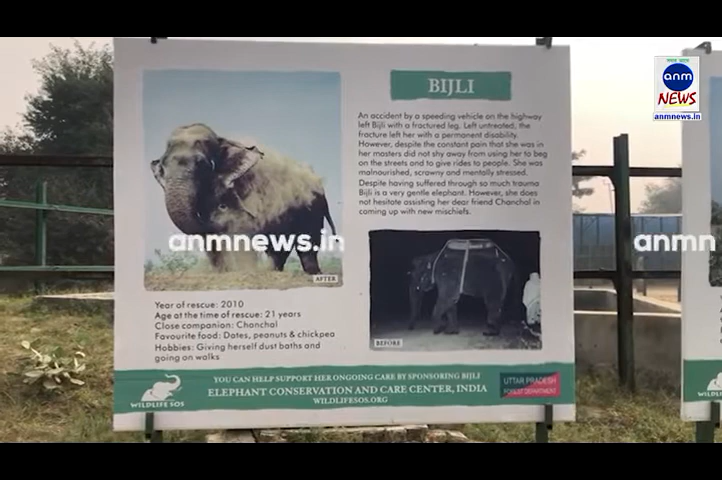 BIJLI
An accident by a speeding vehicle on the highway
left Bijli with a fractured leg. Left untreated, the
fracture left her with a permanent disability.
However, despite the constant pain that she was in
her masters did not shy away from using her to beg
on the streets and to give rides to people. She was
malnourished, scrawny and mentally stressed.
Despite having suffered through so much trauma
Bijli is a very gentle elephant. However, she does
not hesitate assisting her dear friend Chanchal in
coming up with new mischiefs.
AFTER
BEFORE
Year of rescue: 2010
Age at the time of rescue: 21 years
Close companion: Chanchal
Favourite food: Dates, peanuts & chickpea
Hobbies: Giving herself dust baths and
going on walks
WILDLIFE SOS
YOU CAN HELP SUPPORT HER ONGOING CARE BY SPONSORING BIJLI
ELEPHANT CONSERVATION AND CARE CENTER, INDIA
WILDLIFESOS.ORG
UTTAR PRADESH
FOREST DEPARTMENT
anmnews.in
anmn
anm
NEWS
anmnews.in
WILDL